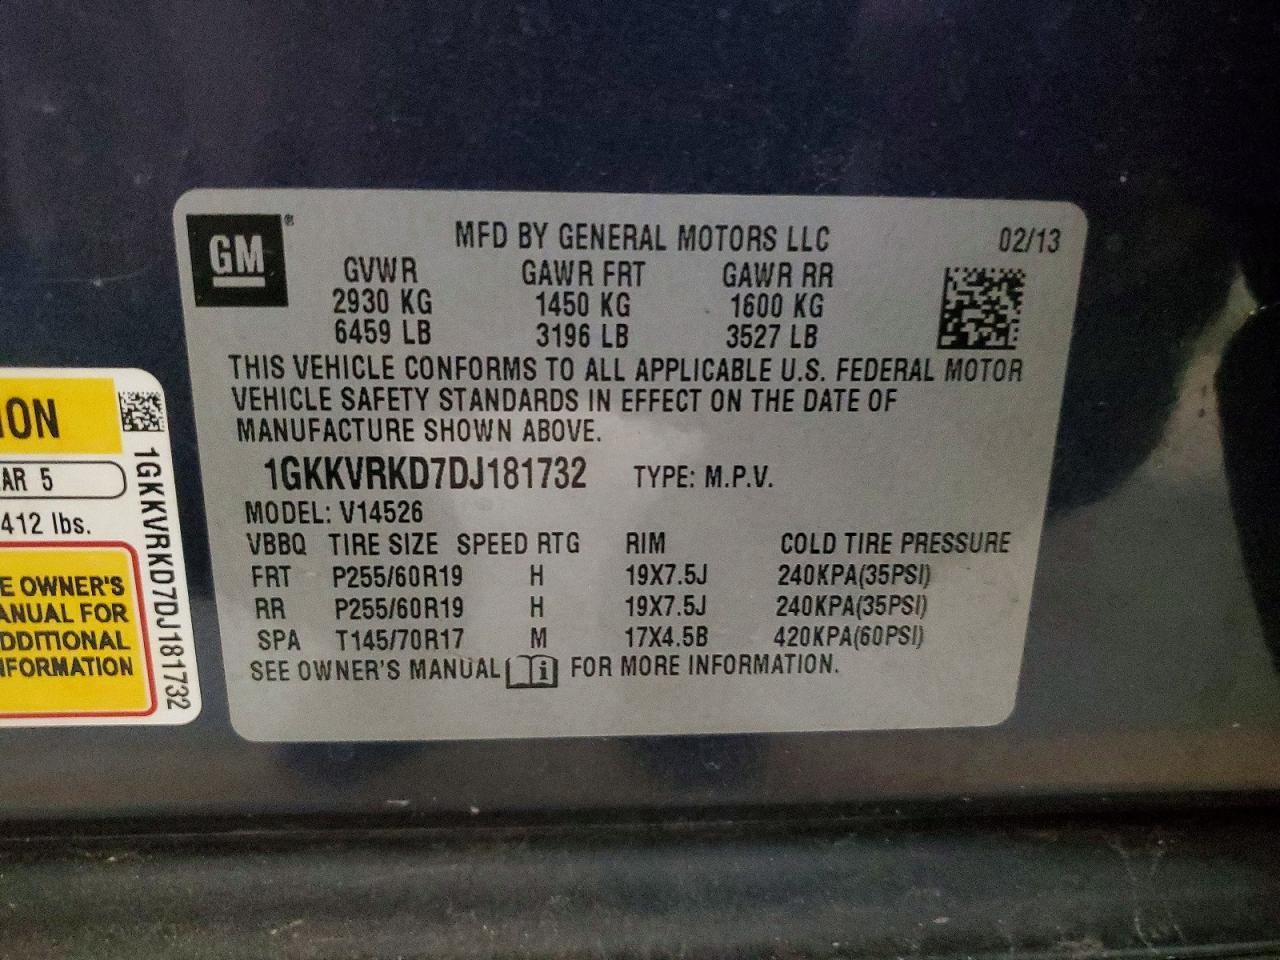 GM
®
MFD BY GENERAL MOTORS LLC
02/13
GVWR GAWR FRT GAWR RR
2930 KG 1450 KG 1600 KG
6459 LB 3196 LB 3527 LB
THIS VEHICLE CONFORMS TO ALL APPLICABLE U.S. FEDERAL MOTOR
VEHICLE SAFETY STANDARDS IN EFFECT ON THE DATE OF
MANUFACTURE SHOWN ABOVE.
1GKKVRKD7DJ181732 TYPE: M.P.V.
MODEL: V14526
VBBQ TIRE SIZE SPEED RTG RIM COLD TIRE PRESSURE
FRT P255/60R19 H 19X7.5J 240KPA(35PSI)
RR P255/60R19 H 19X7.5J 240KPA(35PSI)
SPA T145/70R17 M 17X4.5B 420KPA(60PSI)
SEE OWNER'S MANUAL i FOR MORE INFORMATION.
ION
AR 5
412 lbs.
E OWNER'S
ANUAL FOR
DDITIONAL
NFORMATION
1GKKVRKD7DJ181732